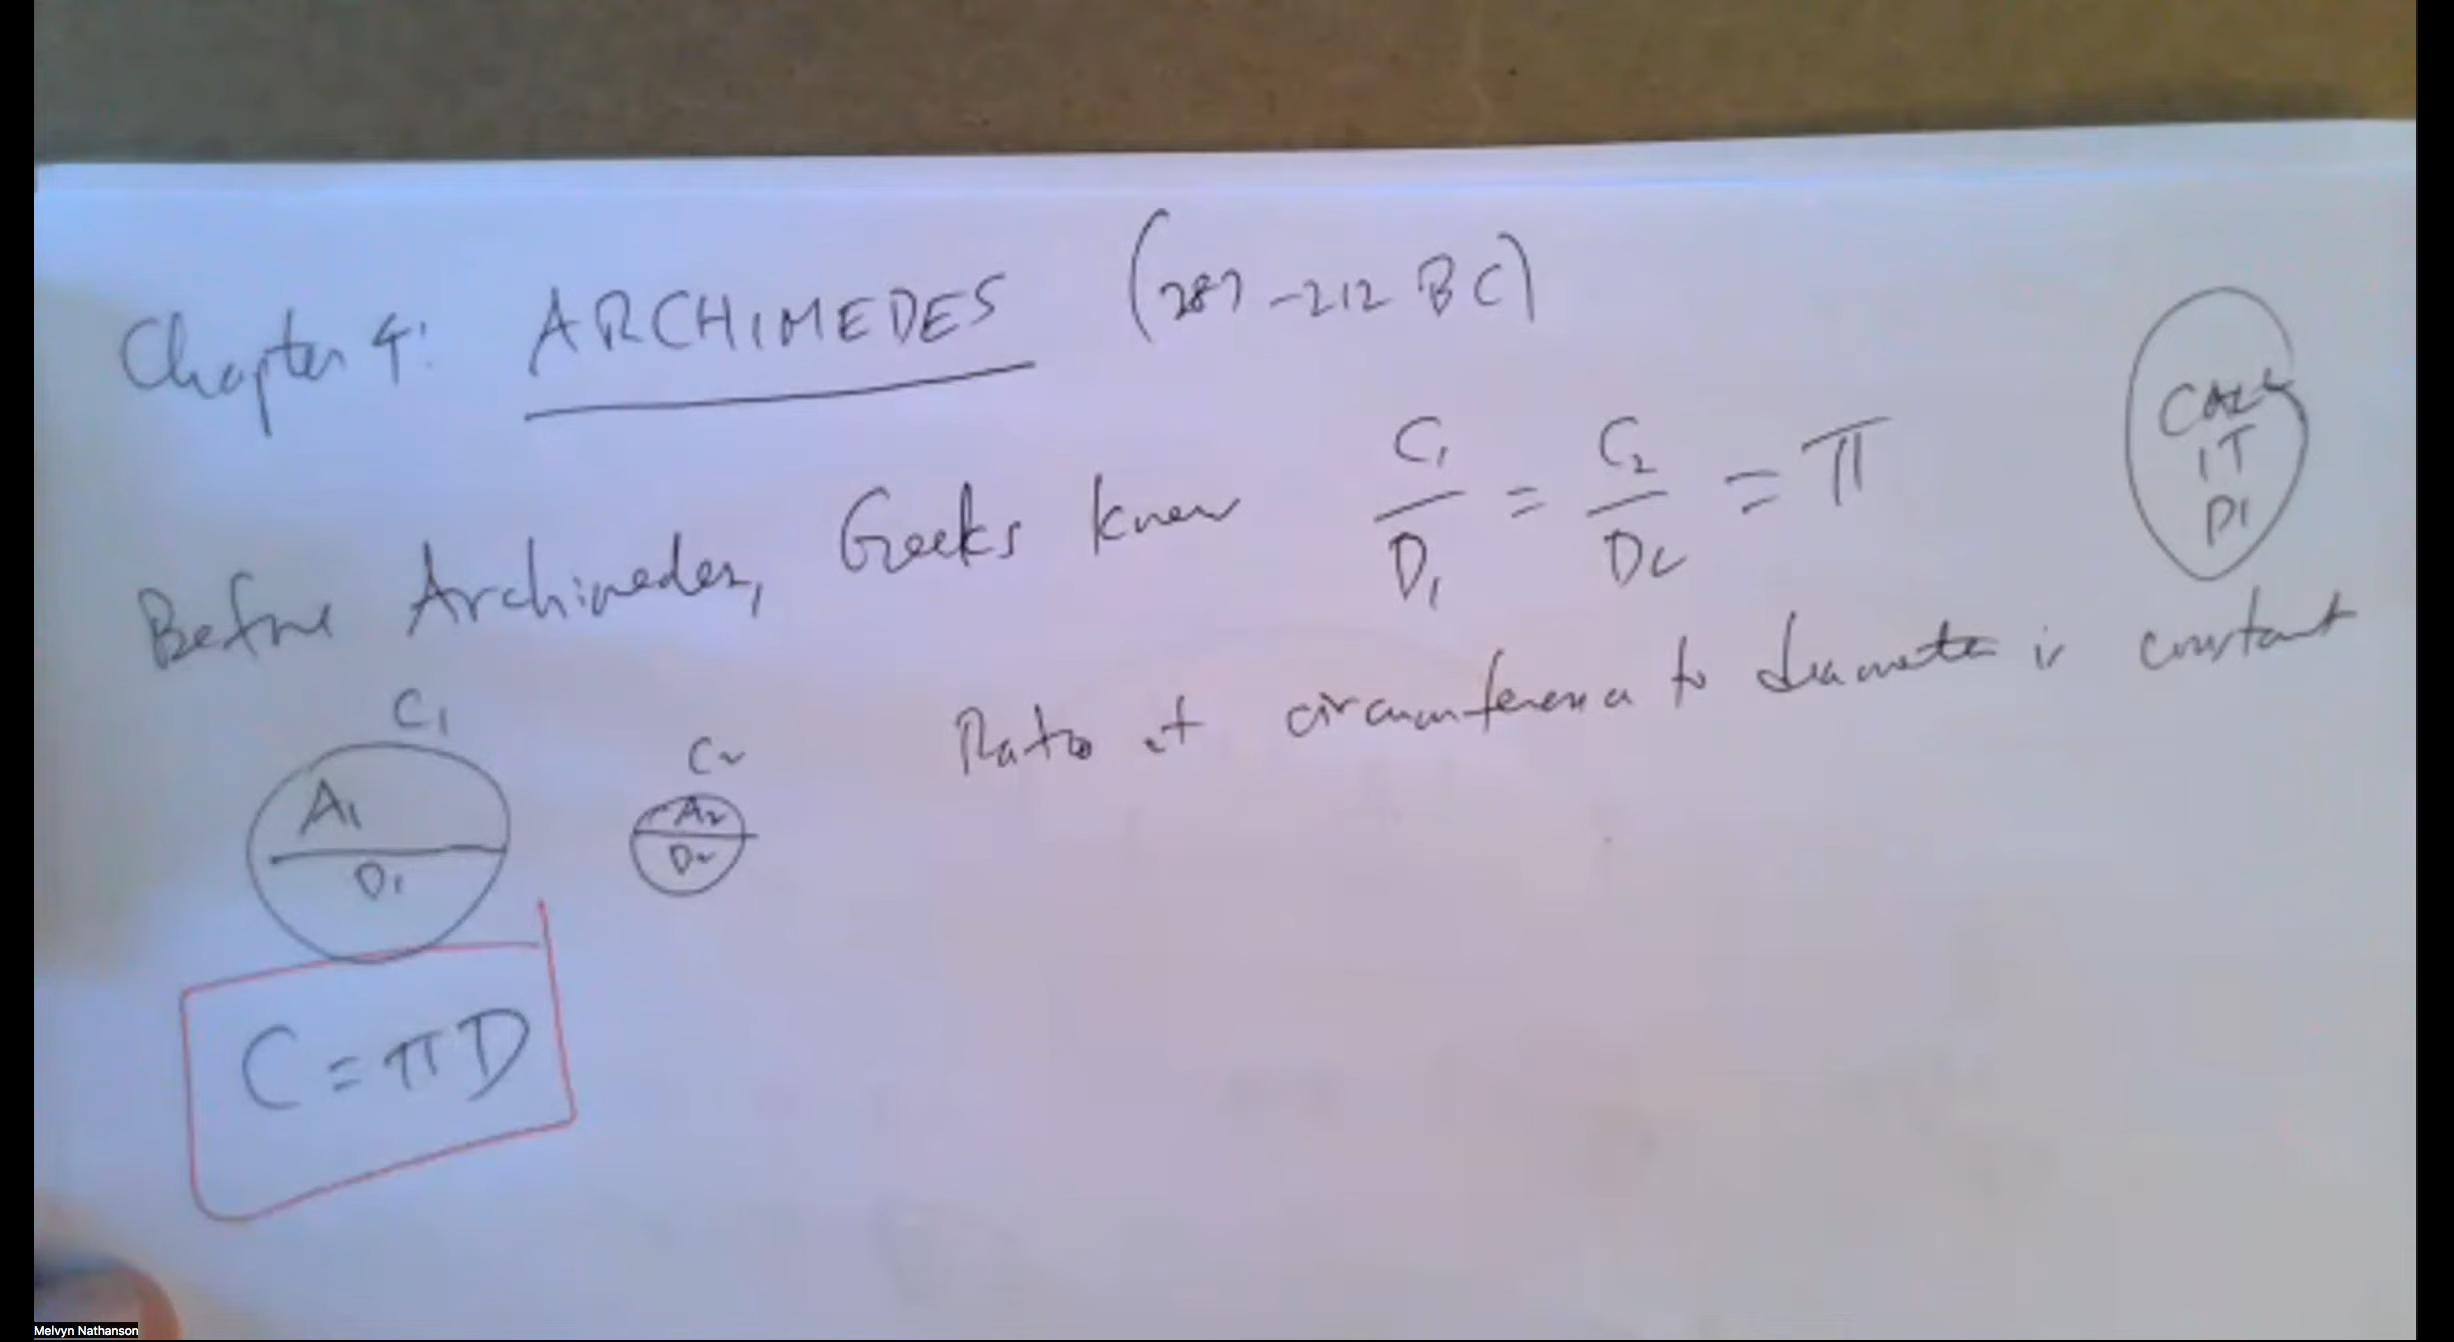 Chapter 4: ARCHIMEDES (287-212 BC)
CALL
IT
PI
Before Archimedes, Greeks knew C₁/D₁ = C₂/D₂ = π
Ratio of circumference to diameter is constant
C₁
A₁
D₁
C₂
A₂
D₂
C = πD
Melvyn Nathanson